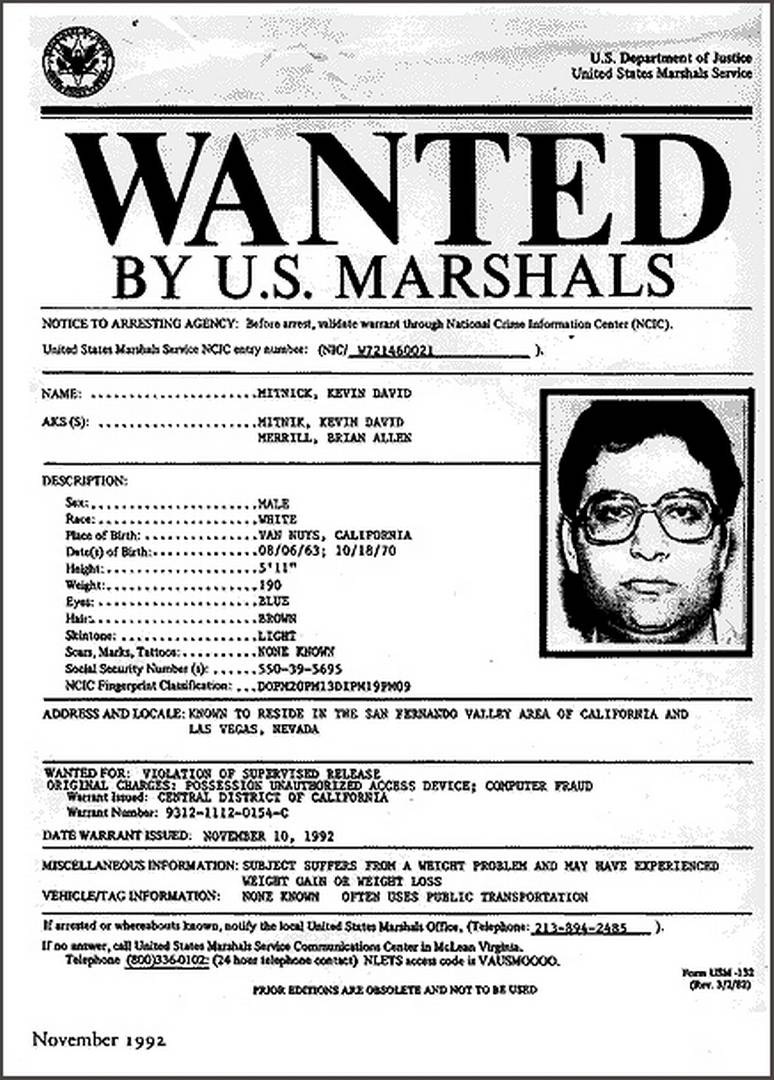 U.S. Department of Justice
United States Marshals Service
WANTED
BY U.S. MARSHALS
NOTICE TO ARRESTING AGENCY: Before arrest, validate warrant through National Crime Information Center (NCIC).
United States Marshals Service NCIC entry number: (NIC/ W721460021 ).
NAME: ......................MITNICK, KEVIN DAVID
AKS(S): .....................MITNIK, KEVIN DAVID
MERRILL, BRIAN ALLEN
DESCRIPTION:
Sex:......................MALE
Race:......................WHITE
Place of Birth:...............VAN NUYS, CALIFORNIA
Date(s) of Birth:..............08/06/63; 10/18/70
Height:....................5'11"
Weight:....................190
Eyes:......................BLUE
Hair:......................BROWN
Skintone:...................LIGHT
Scars, Marks, Tattoos:..........NONE KNOWN
Social Security Number (s):......550-39-5695
NCIC Fingerprint Classification:...DOPM20PM13DIPM19PM09
ADDRESS AND LOCALE: KNOWN TO RESIDE IN THE SAN FERNANDO VALLEY AREA OF CALIFORNIA AND
LAS VEGAS, NEVADA
WANTED FOR: VIOLATION OF SUPERVISED RELEASE
ORIGINAL CHARGES: POSSESSION UNAUTHORIZED ACCESS DEVICE; COMPUTER FRAUD
Warrant Issued: CENTRAL DISTRICT OF CALIFORNIA
Warrant Number: 9312-1112-0154-C
DATE WARRANT ISSUED: NOVEMBER 10, 1992
MISCELLANEOUS INFORMATION: SUBJECT SUFFERS FROM A WEIGHT PROBLEM AND MAY HAVE EXPERIENCED
WEIGHT GAIN OR WEIGHT LOSS
VEHICLE/TAG INFORMATION: NONE KNOWN OFTEN USES PUBLIC TRANSPORTATION
If arrested or whereabouts known, notify the local United States Marshals Office, (Telephone: 213-894-2485 ).
If no answer, call United States Marshals Service Communications Center in McLean Virginia.
Telephone (800)336-0102: (24 hour telephone contact) NLETS access code is VAUSMOOOO.
Form USM-132
(Rev. 3/2/82)
PRIOR EDITIONS ARE OBSOLETE AND NOT TO BE USED
November 1992